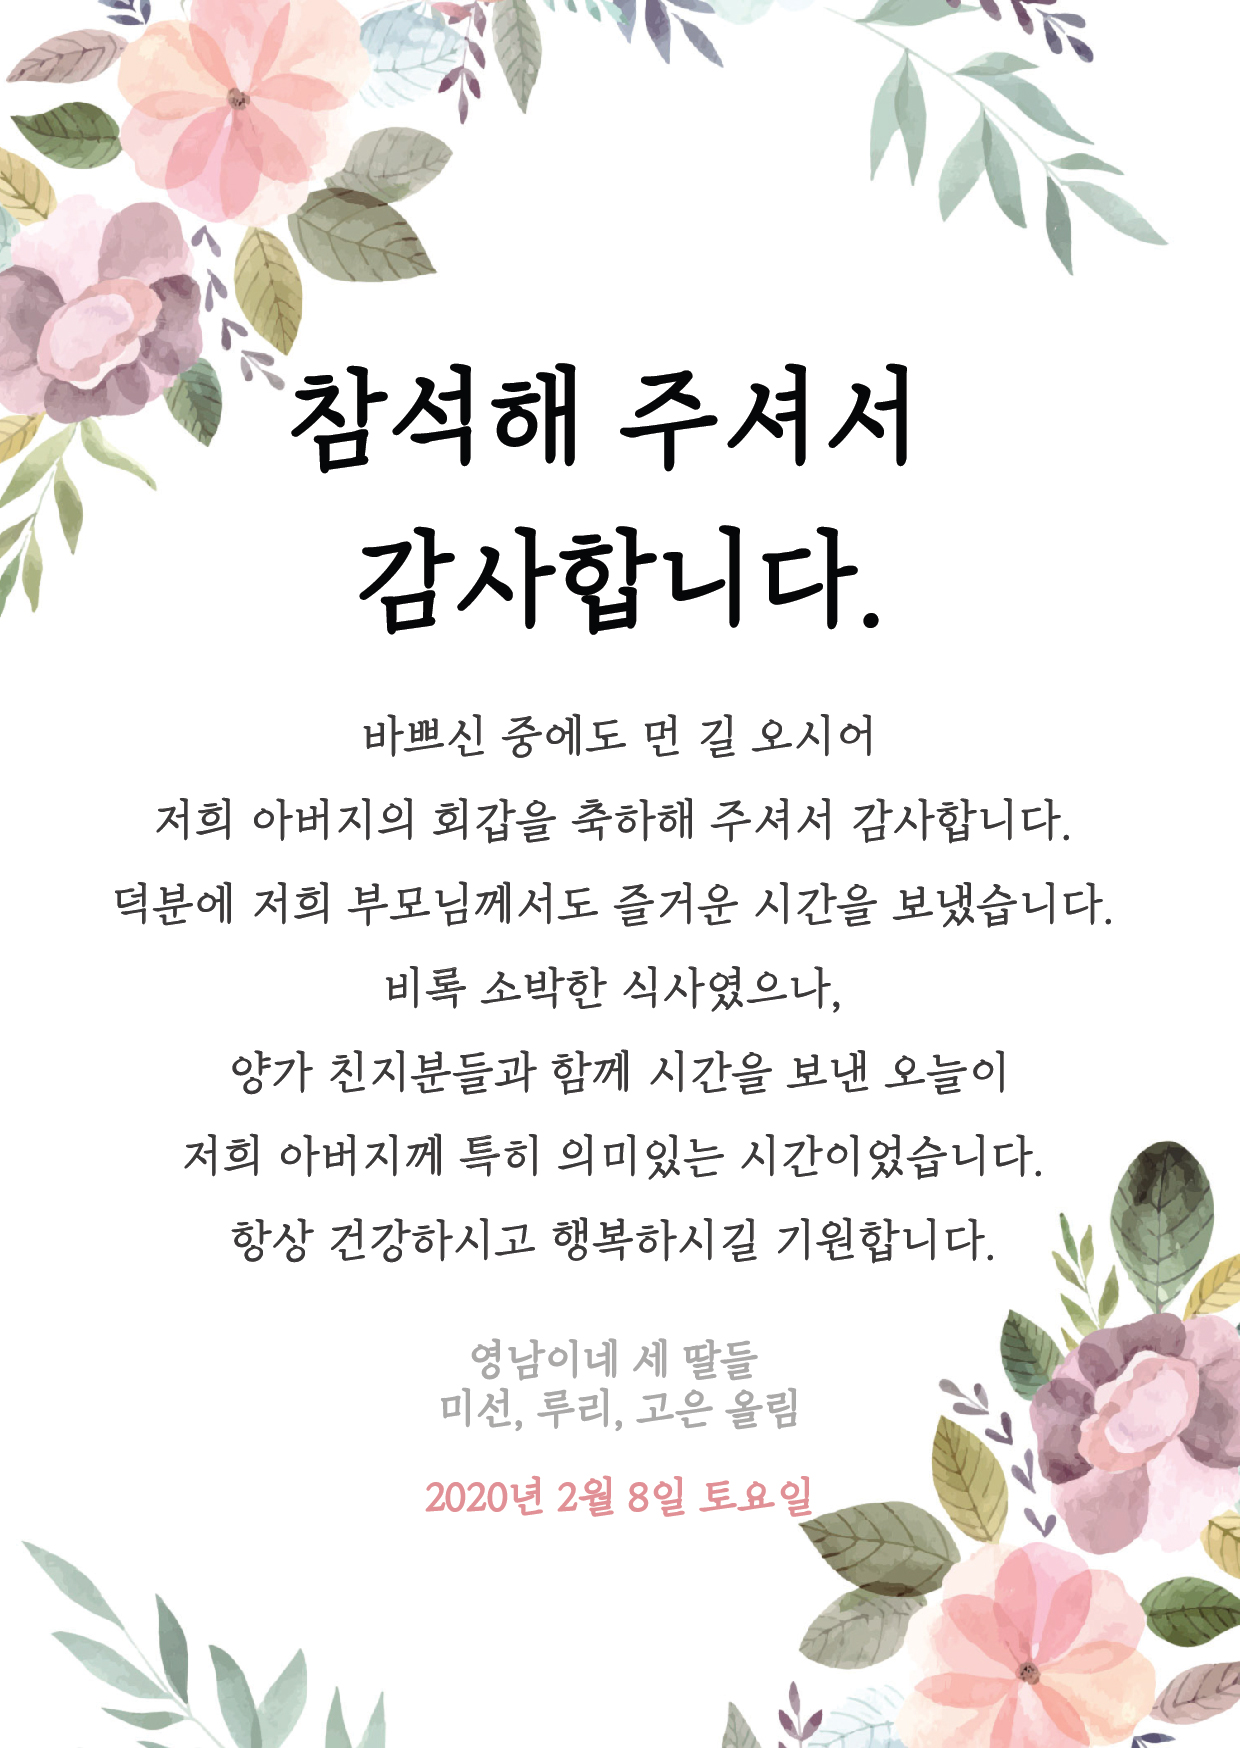 참석해 주셔서
감사합니다.
바쁘신 중에도 먼 길 오시어
저희 아버지의 회갑을 축하해 주셔서 감사합니다.
덕분에 저희 부모님께서도 즐거운 시간을 보냈습니다.
비록 소박한 식사였으나,
양가 친지분들과 함께 시간을 보낸 오늘이
저희 아버지께 특히 의미있는 시간이었습니다.
항상 건강하시고 행복하시길 기원합니다.
영남이네 세 딸들
미선, 루리, 고은 올림
2020년 2월 8일 토요일